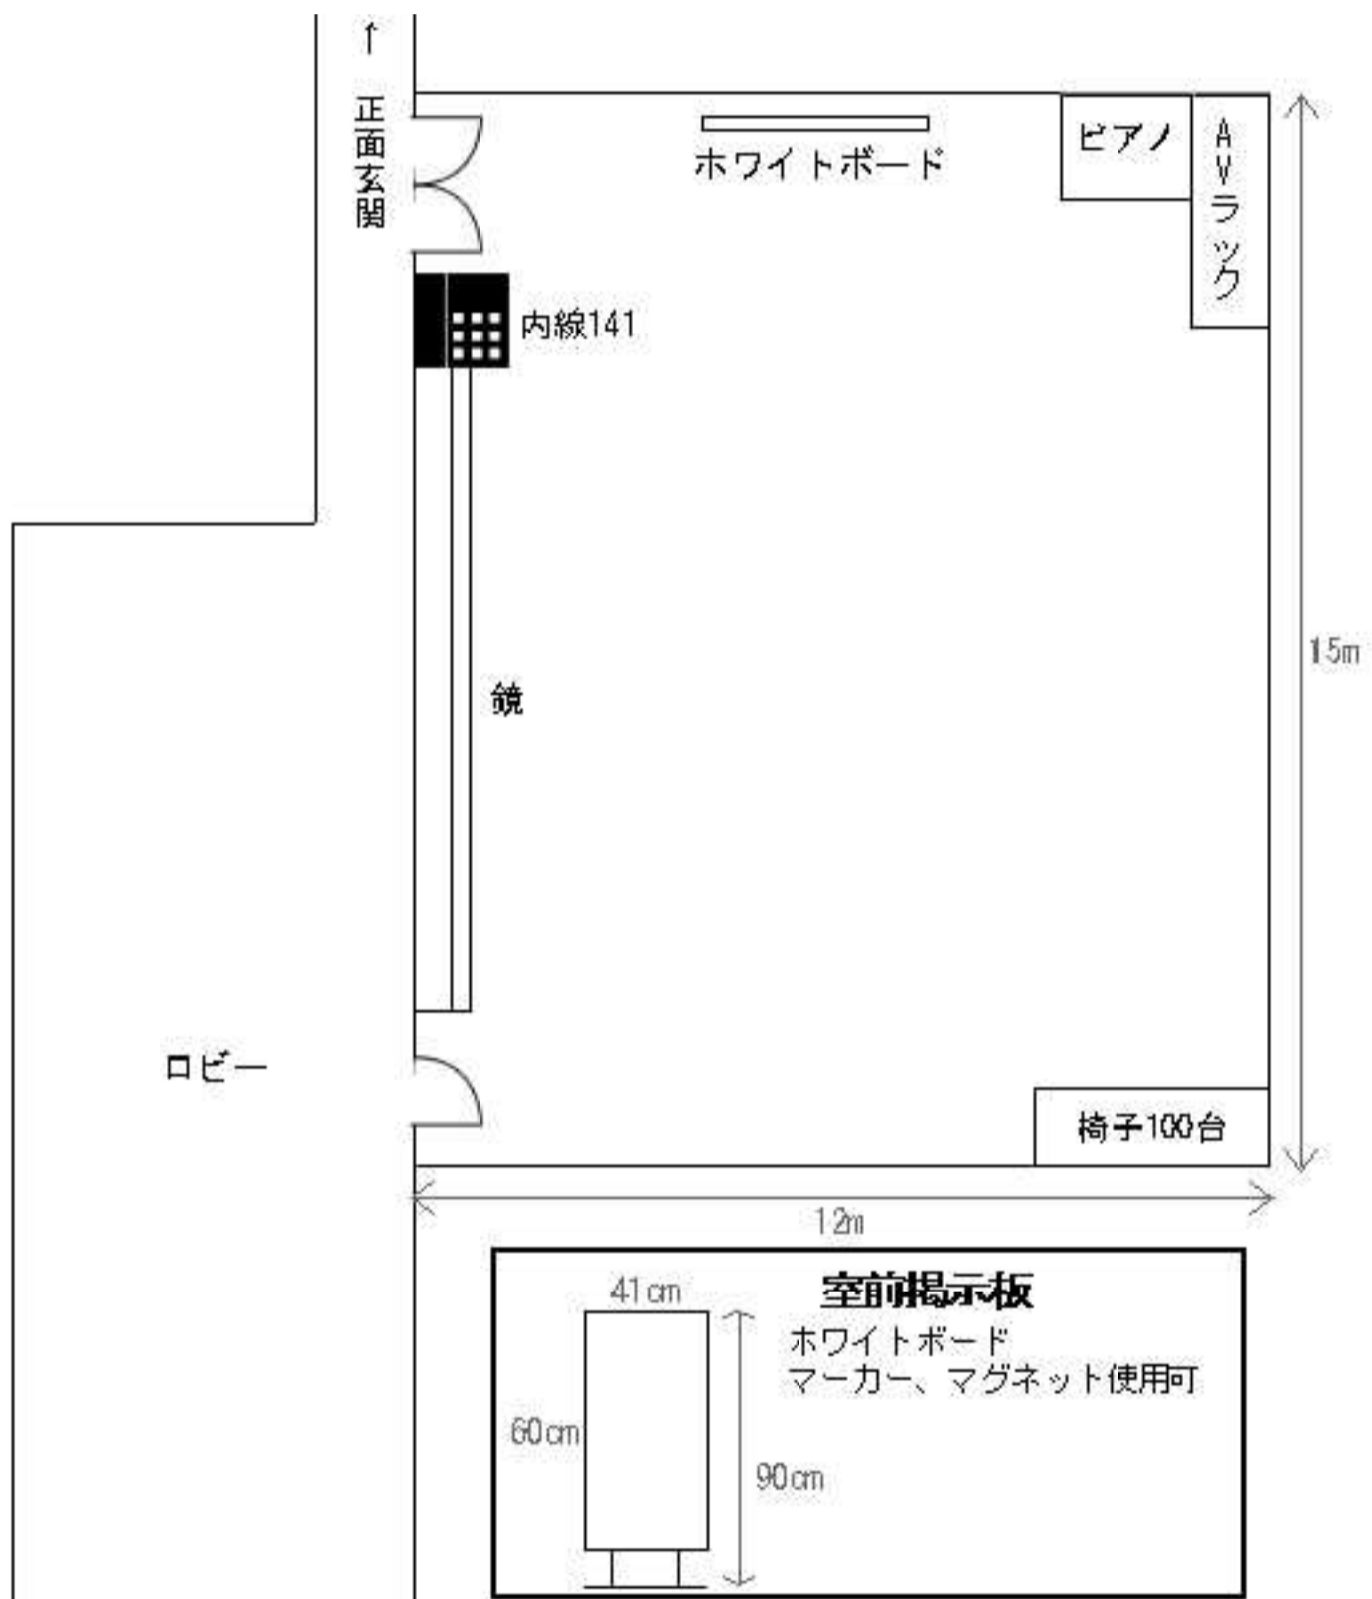 ↑
正面玄関
ピアノ
AVラック
ホワイトボード
内線141
15m
鏡
ロビー
椅子100台
12m
41cm
室前掲示板
ホワイトボード
マーカー、マグネット使用可
60cm
90cm